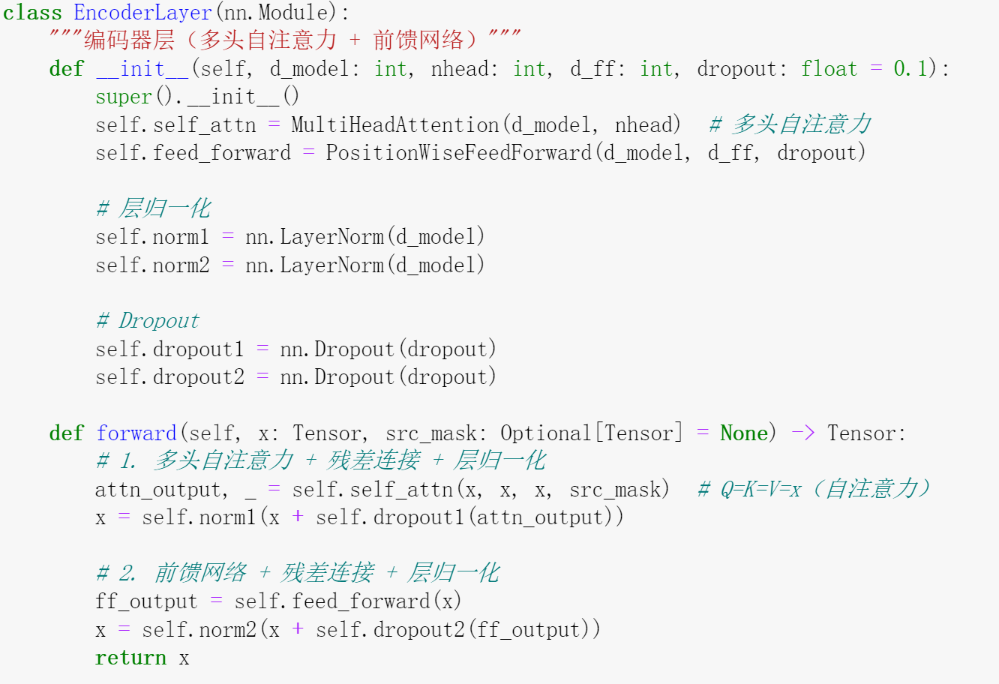 class EncoderLayer(nn.Module):
    """编码器层（多头自注意力 + 前馈网络）"""
    def __init__(self, d_model: int, nhead: int, d_ff: int, dropout: float = 0.1):
        super().__init__()
        self.self_attn = MultiHeadAttention(d_model, nhead)  # 多头自注意力
        self.feed_forward = PositionWiseFeedForward(d_model, d_ff, dropout)

        # 层归一化
        self.norm1 = nn.LayerNorm(d_model)
        self.norm2 = nn.LayerNorm(d_model)

        # Dropout
        self.dropout1 = nn.Dropout(dropout)
        self.dropout2 = nn.Dropout(dropout)

    def forward(self, x: Tensor, src_mask: Optional[Tensor] = None) -> Tensor:
        # 1. 多头自注意力 + 残差连接 + 层归一化
        attn_output, _ = self.self_attn(x, x, x, src_mask)  # Q=K=V=x（自注意力）
        x = self.norm1(x + self.dropout1(attn_output))

        # 2. 前馈网络 + 残差连接 + 层归一化
        ff_output = self.feed_forward(x)
        x = self.norm2(x + self.dropout2(ff_output))
        return x